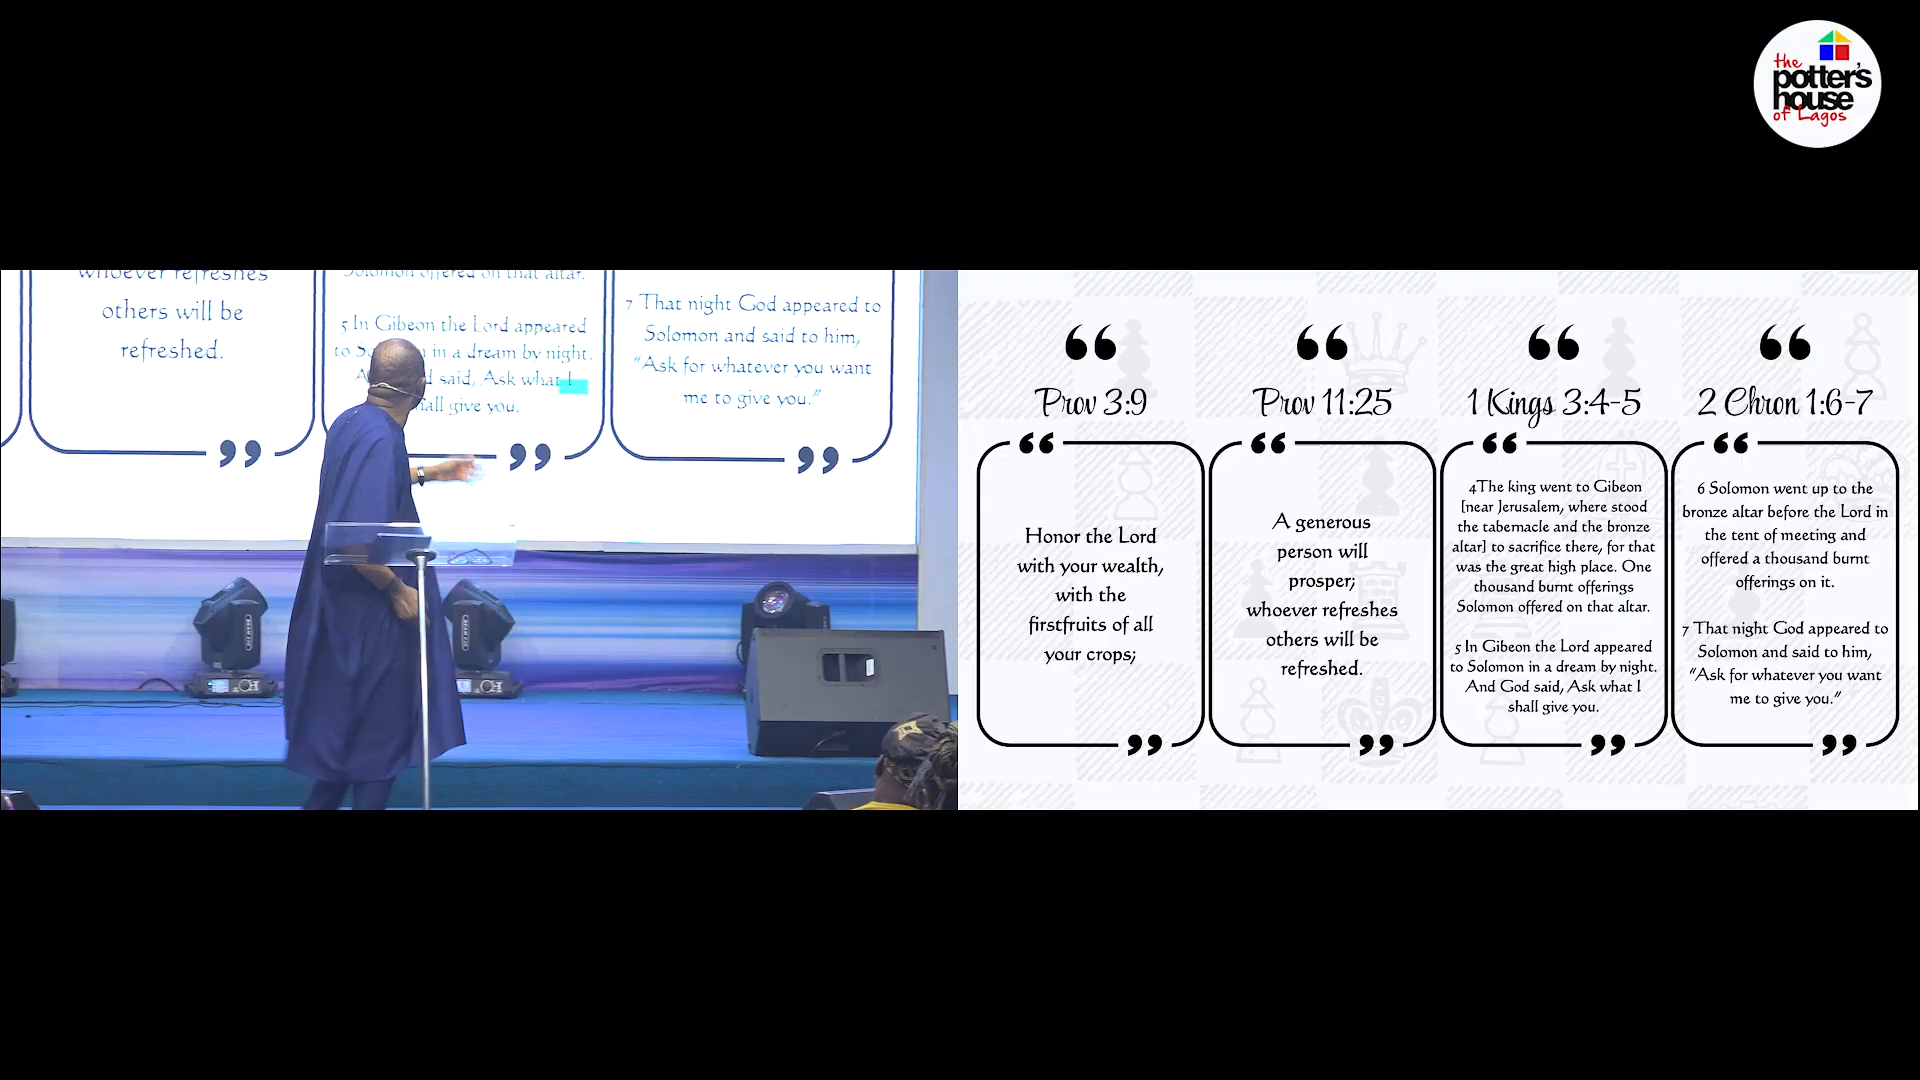 the
potter's
house
of Lagos
whoever refreshes
others will be
refreshed.
Solomon offered on that altar.
5 In Gibeon the Lord appeared
in a dream by night.
said, Ask what I
give you.
7 That night God appeared to
Solomon and said to him,
"Ask for whatever you want
me to give you."
Prov 3:9
Honor the Lord
with your wealth,
with the
firstfruits of all
your crops;
Prov 11:25
A generous
person will
prosper;
whoever refreshes
others will be
refreshed.
1 Kings 3:4-5
4The king went to Gibeon
[near Jerusalem, where stood
the tabernacle and the bronze
altar] to sacrifice there, for that
was the great high place. One
thousand burnt offerings
Solomon offered on that altar.
5 In Gibeon the Lord appeared
to Solomon in a dream by night.
And God said, Ask what I
shall give you.
2 Chron 1:6-7
6 Solomon went up to the
bronze altar before the Lord in
the tent of meeting and
offered a thousand burnt
offerings on it.
7 That night God appeared to
Solomon and said to him,
"Ask for whatever you want
me to give you."